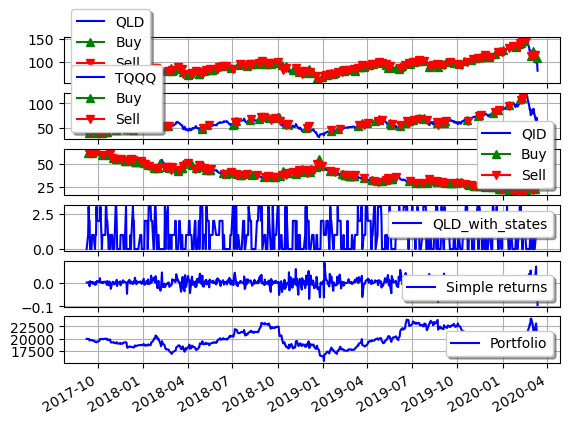 QLD
Buy
Sell
150
100
TQQQ
Buy
Sell
100
50
QID
Buy
Sell
50
25
QLD_with_states
2.5
0.0
Simple returns
0.0
−0.1
Portfolio
22500
20000
17500
2017-10
2018-01
2018-04
2018-07
2018-10
2019-01
2019-04
2019-07
2019-10
2020-01
2020-04